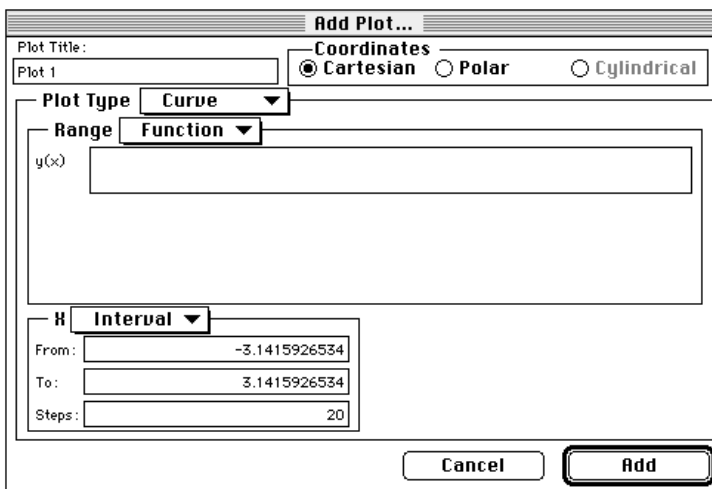 Add Plot...
Plot Title:
Coordinates
Plot 1
Cartesian Polar Cylindrical
Plot Type Curve
Range Function
y(x)
X Interval
From: -3.1415926534
To: 3.1415926534
Steps: 20
Cancel Add